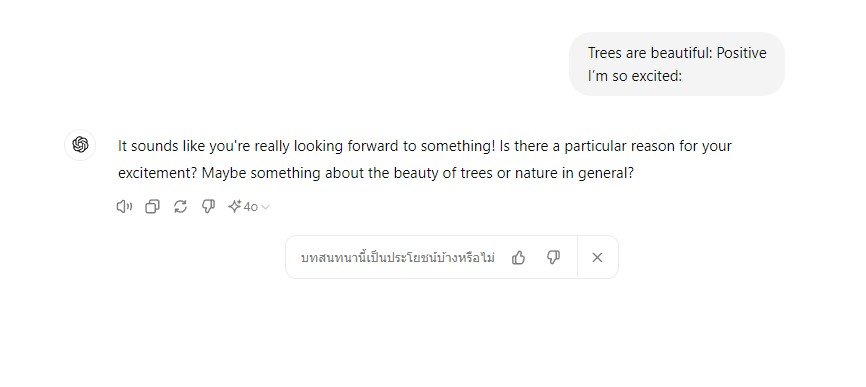 Trees are beautiful: Positive
I'm so excited:
It sounds like you're really looking forward to something! Is there a particular reason for your
excitement? Maybe something about the beauty of trees or nature in general?
4o
บทสนทนานี้เป็นประโยชน์บ้างหรือไม่